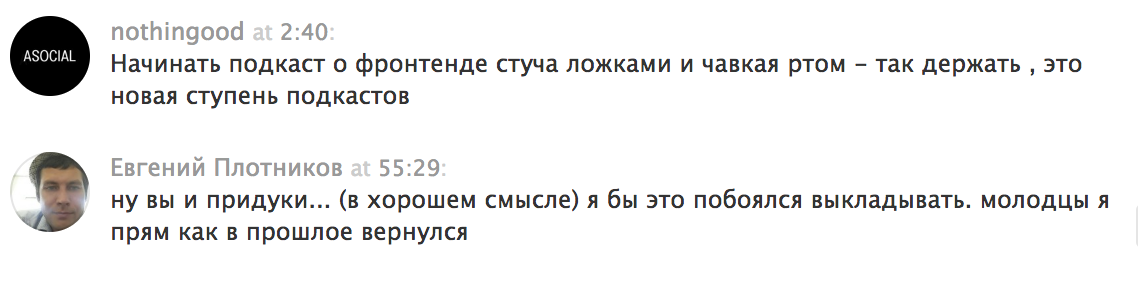 ASOCIAL
nothingood at 2:40:
Начинать подкаст о фронтенде стуча ложками и чавкая ртом – так держать , это
новая ступень подкастов
Евгений Плотников at 55:29:
ну вы и придуки... (в хорошем смысле) я бы это побоялся выкладывать. молодцы я
прям как в прошлое вернулся